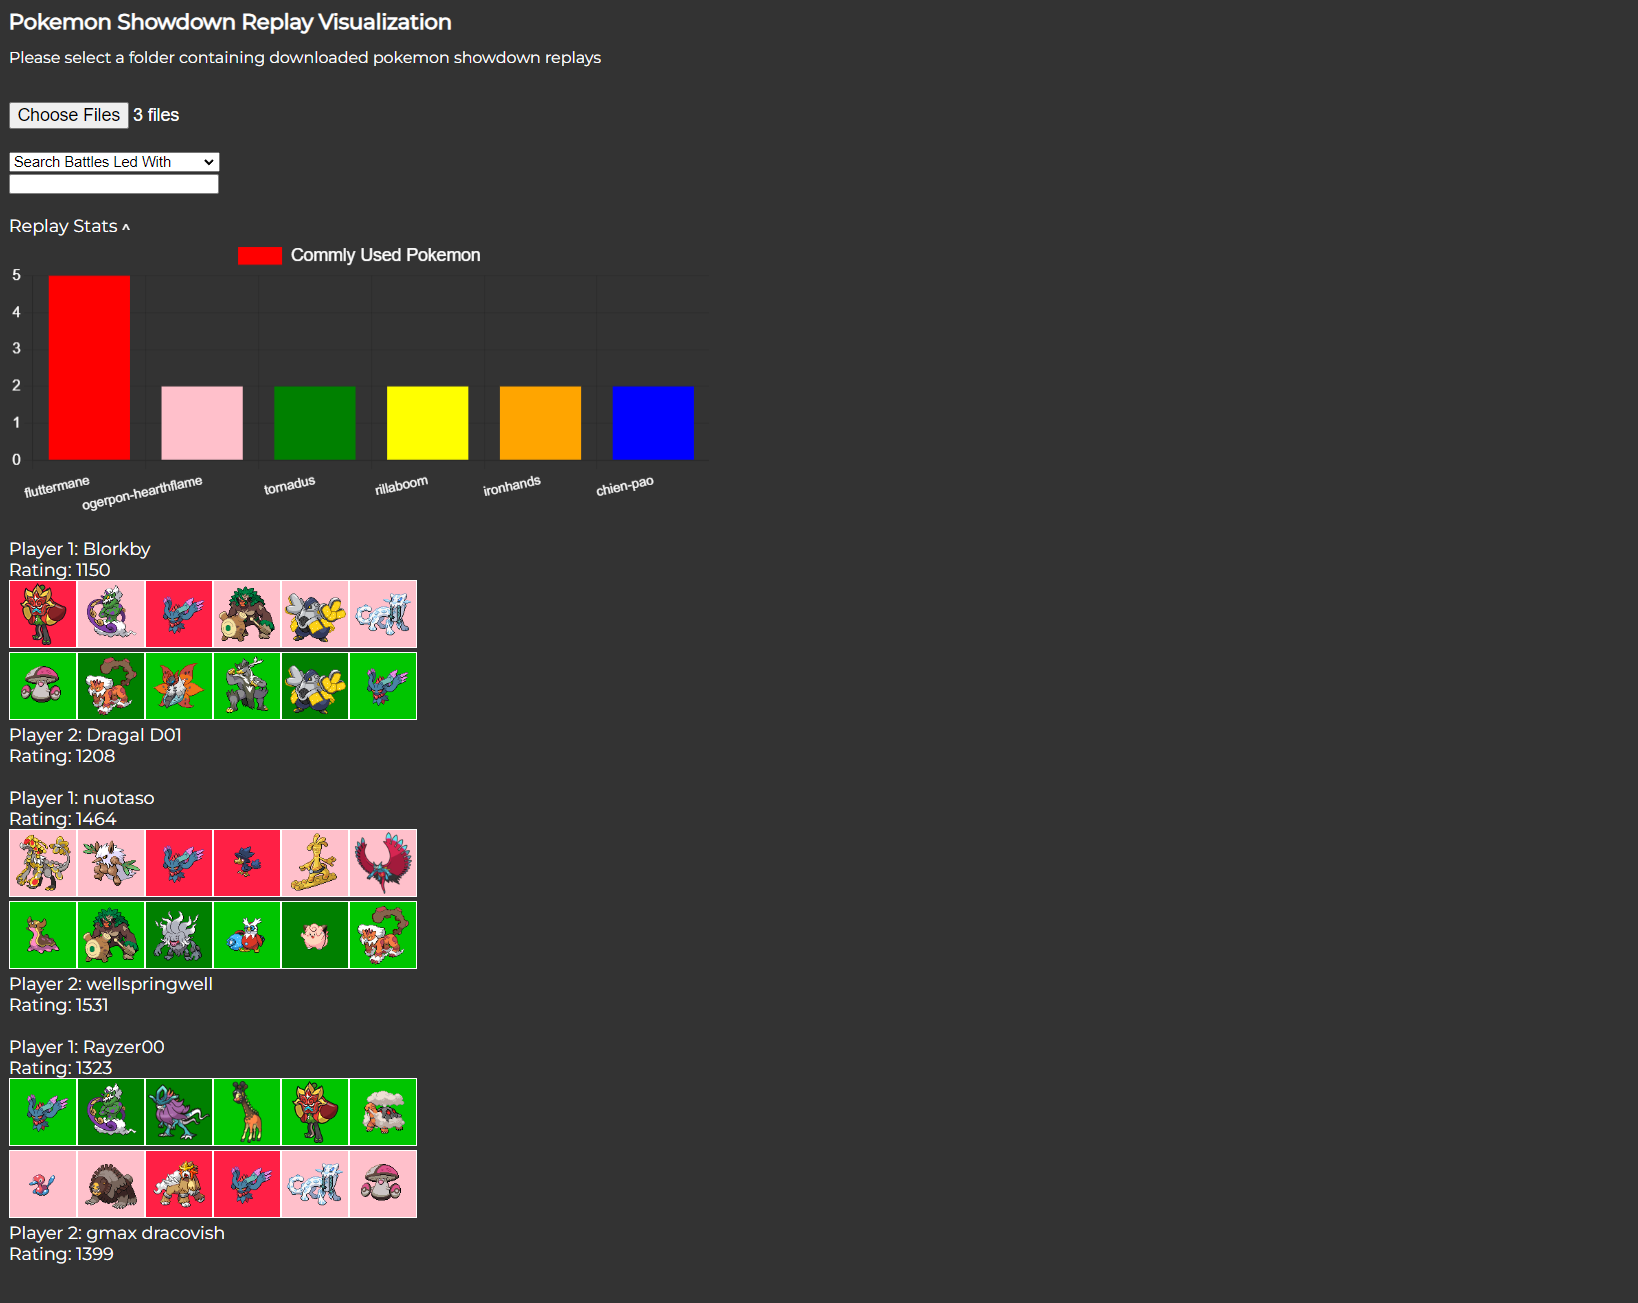 Pokemon Showdown Replay Visualization
Please select a folder containing downloaded pokemon showdown replays
Choose Files 3 files
Search Battles Led With
Replay Stats ^
Commly Used Pokemon
5
4
3
2
1
0
fluttermane
ogerpon-hearthflame
tornadus
rillaboom
ironhands
chien-pao
Player 1: Blorkby
Rating: 1150
Player 2: Dragal D01
Rating: 1208
Player 1: nuotaso
Rating: 1464
Player 2: wellspringwell
Rating: 1531
Player 1: Rayzer00
Rating: 1323
Player 2: gmax dracovish
Rating: 1399